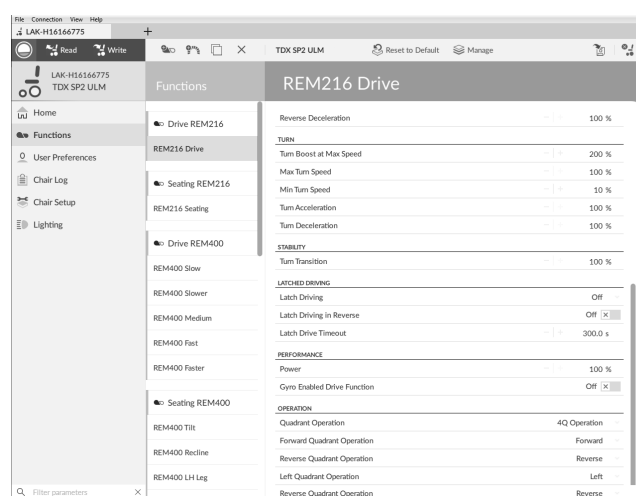 File Connection View Help
LAK-H16166775 +
Read Write TDX SP2 ULM Reset to Default Manage
LAK-H16166775
TDX SP2 ULM
Home
Functions
User Preferences
Chair Log
Chair Setup
Lighting
Filter parameters
Functions
Drive REM216
REM216 Drive
Seating REM216
REM216 Seating
Drive REM400
REM400 Slow
REM400 Slower
REM400 Medium
REM400 Fast
REM400 Faster
Seating REM400
REM400 Tilt
REM400 Recline
REM400 LH Leg
REM216 Drive
Reverse Deceleration 100 %
TURN
Turn Boost at Max Speed 200 %
Max Turn Speed 100 %
Min Turn Speed 10 %
Turn Acceleration 100 %
Turn Deceleration 100 %
STABILITY
Turn Transition 100 %
LATCHED DRIVING
Latch Driving Off
Latch Driving in Reverse Off
Latch Drive Timeout 300.0 s
PERFORMANCE
Power 100 %
Gyro Enabled Drive Function Off
OPERATION
Quadrant Operation 4Q Operation
Forward Quadrant Operation Forward
Reverse Quadrant Operation Reverse
Left Quadrant Operation Left
Reverse Quadrant Operation Reverse